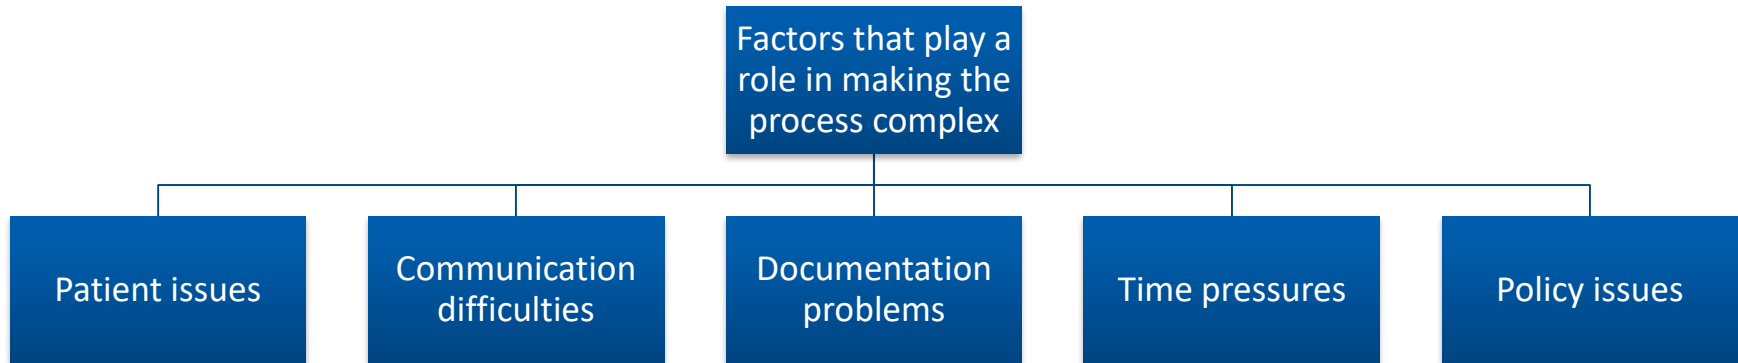 Factors that play a
role in making the
process complex
Patient issues
Communication
difficulties
Documentation
problems
Time pressures
Policy issues